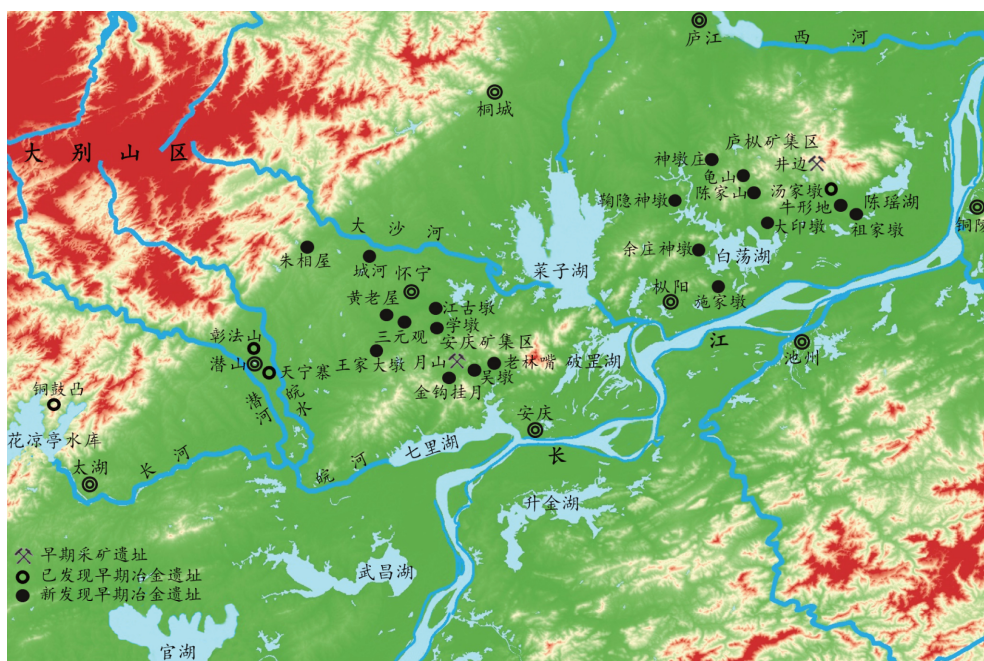 庐江
西河
桐城
大别山区
庐枞矿集区
神墩庄
井边
龟山
陈家山
汤家墩
鞠隐神墩
牛形地
陈瑶湖
大印墩
祖家墩
铜陵
大沙河
朱相屋
城河
余庄神墩
白荡湖
菜子湖
怀宁
枞阳
施家墩
黄老屋
江古墩
学墩
三元观
安庆矿集区
江
池州
彰法山
潜山
天宁寨
王家大墩
月山
老林嘴
破罡湖
吴墩
金钩挂月
铜鼓凸
潜河
皖水
花凉亭水库
安庆
七里湖
长
太湖
长河
皖河
升金湖
早期采矿遗址
已发现早期冶金遗址
新发现早期冶金遗址
武昌湖
官湖